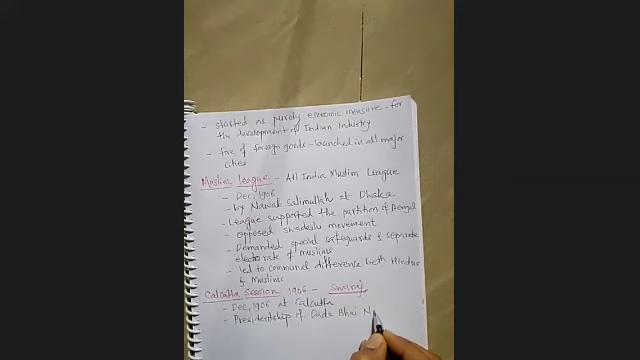 - started as purely economic measure - for
the development of Indian Industry
- fire of foreign goods - launched in all major
cities
Muslim League - All India Muslim League
- Dec, 1906
- by Nawab Salimullah at Dhaka
- League supported the partition of Bengal
- opposed swadeshi movement
- Demanded special safeguards & separate
electorate of muslims
- led to communal difference betn Hindus
& Muslims
Calcutta Session 1906 - Swaraj
- Dec, 1906 at Calcutta
- Presidentship of Dada Bhai N